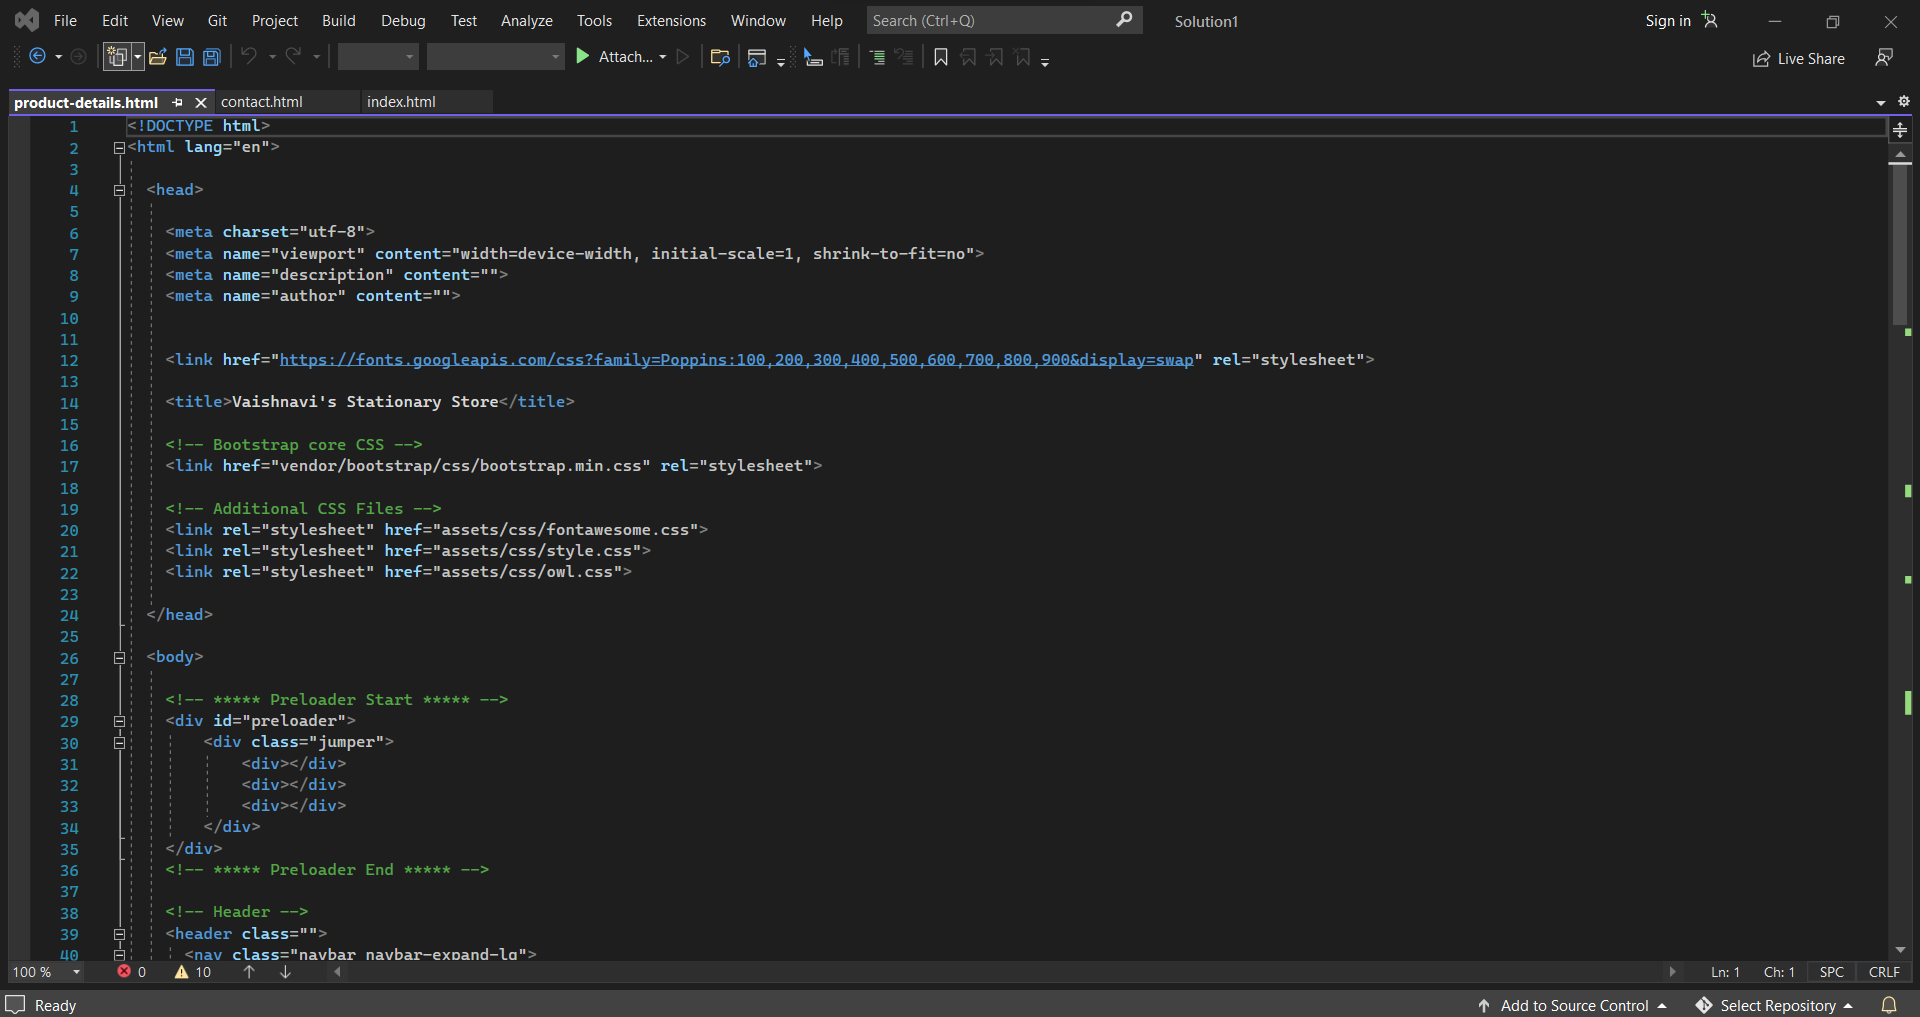 File Edit View Git Project Build Debug Test Analyze Tools Extensions Window Help Search (Ctrl+Q) Solution1 Sign in
Attach... Live Share
product-details.html contact.html index.html
1 <!DOCTYPE html>
2 <html lang="en">
3
4 <head>
5
6 <meta charset="utf-8">
7 <meta name="viewport" content="width=device-width, initial-scale=1, shrink-to-fit=no">
8 <meta name="description" content="">
9 <meta name="author" content="">
10
11
12 <link href="https://fonts.googleapis.com/css?family=Poppins:100,200,300,400,500,600,700,800,900&display=swap" rel="stylesheet">
13
14 <title>Vaishnavi's Stationary Store</title>
15
16 <!-- Bootstrap core CSS -->
17 <link href="vendor/bootstrap/css/bootstrap.min.css" rel="stylesheet">
18
19 <!-- Additional CSS Files -->
20 <link rel="stylesheet" href="assets/css/fontawesome.css">
21 <link rel="stylesheet" href="assets/css/style.css">
22 <link rel="stylesheet" href="assets/css/owl.css">
23
24 </head>
25
26 <body>
27
28 <!-- ***** Preloader Start ***** -->
29 <div id="preloader">
30 <div class="jumper">
31 <div></div>
32 <div></div>
33 <div></div>
34 </div>
35 </div>
36 <!-- ***** Preloader End ***** -->
37
38 <!-- Header -->
39 <header class="">
40 <nav class="navbar navbar-expand-lg">
100 % 0 10 Ln: 1 Ch: 1 SPC CRLF
Ready Add to Source Control Select Repository